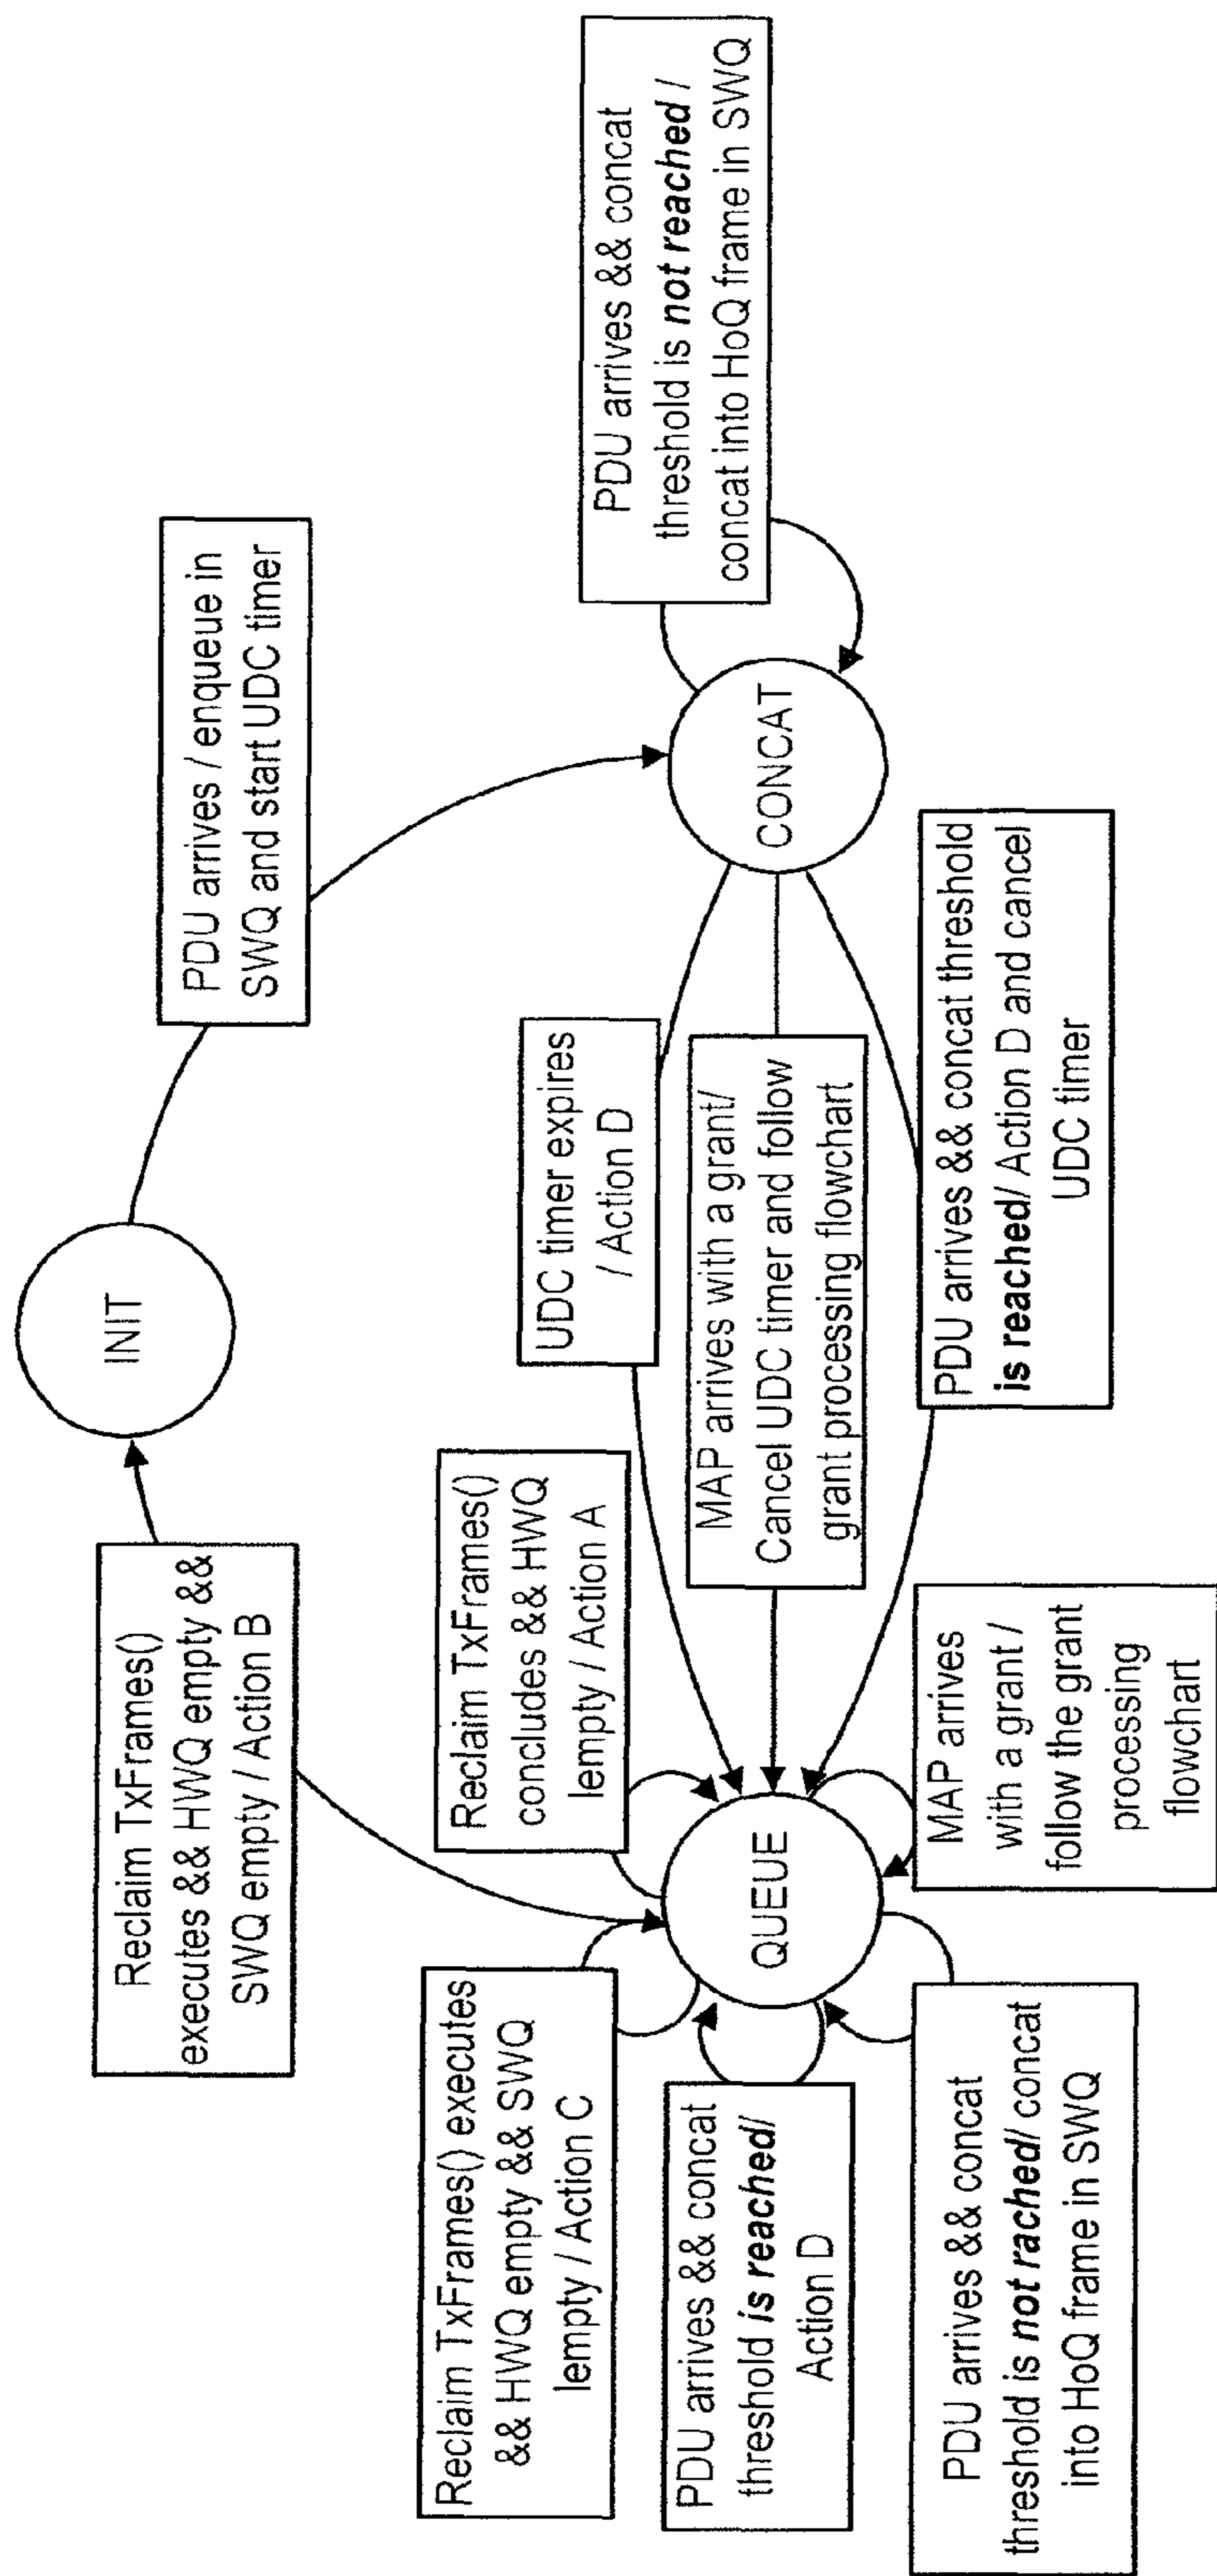 INIT
PDU arrives / enqueue in
SWQ and start UDC timer
Reclaim TxFrames()
executes && HWQ empty &&
SWQ empty / Action B
Reclaim TxFrames() executes
&& HWQ empty && SWQ
lempty / Action C
Reclaim TxFrames()
concludes && HWQ
lempty / Action A
UDC timer expires
/ Action D
PDU arrives && concat
threshold is not reached /
concat into HoQ frame in SWQ
PDU arrives && concat
threshold is reached/
Action D
QUEUE
MAP arrives with a grant/
Cancel UDC timer and follow
grant processing flowchart
CONCAT
PDU arrives && concat
threshold is not rached/ concat
into HoQ frame in SWQ
MAP arrives
with a grant /
follow the grant
processing
flowchart
PDU arrives && concat threshold
is reached/ Action D and cancel
UDC timer